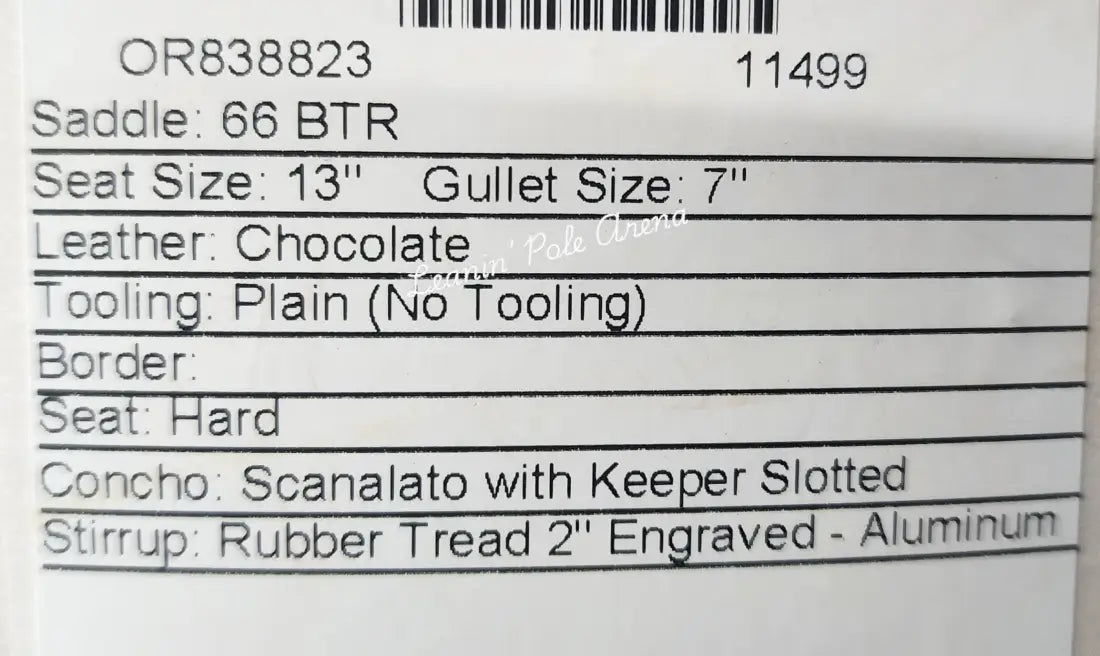 OR838823 11499
Saddle: 66 BTR
Seat Size: 13" Gullet Size: 7"
Leather: Chocolate
Leanin' Pole Arena
Tooling: Plain (No Tooling)
Border:
Seat: Hard
Concho: Scanalato with Keeper Slotted
Stirrup: Rubber Tread 2" Engraved - Aluminum